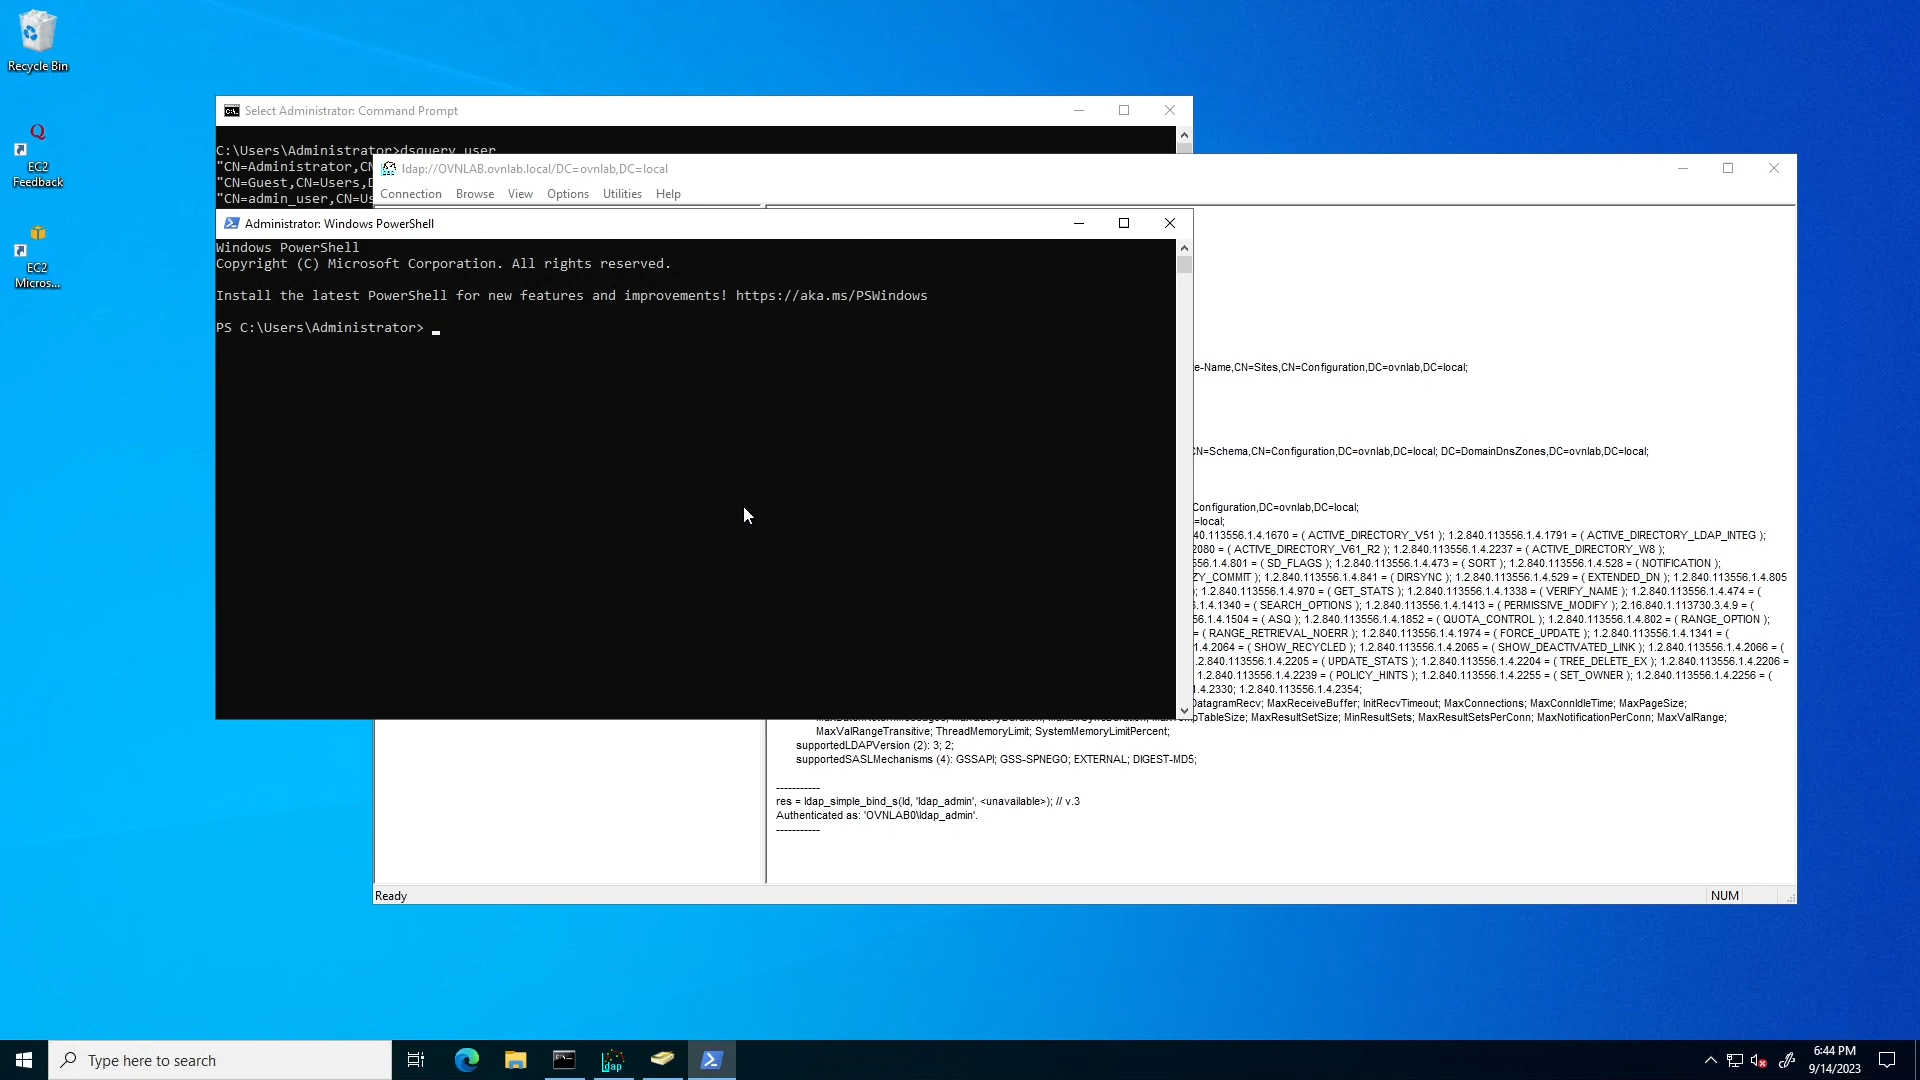 Recycle Bin
EC2
Feedback
EC2
Micros...
Select Administrator: Command Prompt
C:\Users\Administrator>dsquery user
"CN=Administrator,CN
"CN=Guest,CN=Users,D
"CN=admin_user,CN=Us
ldap://OVNLAB.ovnlab.local/DC=ovnlab,DC=local
Connection Browse View Options Utilities Help
Administrator: Windows PowerShell
Windows PowerShell
Copyright (C) Microsoft Corporation. All rights reserved.
Install the latest PowerShell for new features and improvements! https://aka.ms/PSWindows
PS C:\Users\Administrator>
e-Name,CN=Sites,CN=Configuration,DC=ovnlab,DC=local;
CN=Schema,CN=Configuration,DC=ovnlab,DC=local; DC=DomainDnsZones,DC=ovnlab,DC=local;
Configuration,DC=ovnlab,DC=local;
=local;
40.113556.1.4.1670 = ( ACTIVE_DIRECTORY_V51 ); 1.2.840.113556.1.4.1791 = ( ACTIVE_DIRECTORY_LDAP_INTEG );
2080 = ( ACTIVE_DIRECTORY_V61_R2 ); 1.2.840.113556.1.4.2237 = ( ACTIVE_DIRECTORY_W8 );
556.1.4.801 = ( SD_FLAGS ); 1.2.840.113556.1.4.473 = ( SORT ); 1.2.840.113556.1.4.528 = ( NOTIFICATION );
ZY_COMMIT ); 1.2.840.113556.1.4.841 = ( DIRSYNC ); 1.2.840.113556.1.4.529 = ( EXTENDED_DN ); 1.2.840.113556.1.4.805
); 1.2.840.113556.1.4.970 = ( GET_STATS ); 1.2.840.113556.1.4.1338 = ( VERIFY_NAME ); 1.2.840.113556.1.4.474 = (
.1.4.1340 = ( SEARCH_OPTIONS ); 1.2.840.113556.1.4.1413 = ( PERMISSIVE_MODIFY ); 2.16.840.1.113730.3.4.9 = (
56.1.4.1504 = ( ASQ ); 1.2.840.113556.1.4.1852 = ( QUOTA_CONTROL ); 1.2.840.113556.1.4.802 = ( RANGE_OPTION );
= ( RANGE_RETRIEVAL_NOERR ); 1.2.840.113556.1.4.1974 = ( FORCE_UPDATE ); 1.2.840.113556.1.4.1341 = (
1.4.2064 = ( SHOW_RECYCLED ); 1.2.840.113556.1.4.2065 = ( SHOW_DEACTIVATED_LINK ); 1.2.840.113556.1.4.2066 = (
.2.840.113556.1.4.2205 = ( UPDATE_STATS ); 1.2.840.113556.1.4.2204 = ( TREE_DELETE_EX ); 1.2.840.113556.1.4.2206 =
1.2.840.113556.1.4.2239 = ( POLICY_HINTS ); 1.2.840.113556.1.4.2255 = ( SET_OWNER ); 1.2.840.113556.1.4.2256 = (
1.4.2330; 1.2.840.113556.1.4.2354;
DatagramRecv; MaxReceiveBuffer; InitRecvTimeout; MaxConnections; MaxConnIdleTime; MaxPageSize;
TableSize; MaxResultSetSize; MinResultSets; MaxResultSetsPerConn; MaxNotificationPerConn; MaxValRange;
MaxValRangeTransitive; ThreadMemoryLimit; SystemMemoryLimitPercent;
supportedLDAPVersion (2): 3; 2;
supportedSASLMechanisms (4): GSSAPI; GSS-SPNEGO; EXTERNAL; DIGEST-MD5;
-----------
res = ldap_simple_bind_s(ld, 'ldap_admin', <unavailable>); // v.3
Authenticated as: 'OVNLAB0\ldap_admin'.
-----------
Ready NUM
Type here to search
ldap
6:44 PM
9/14/2023